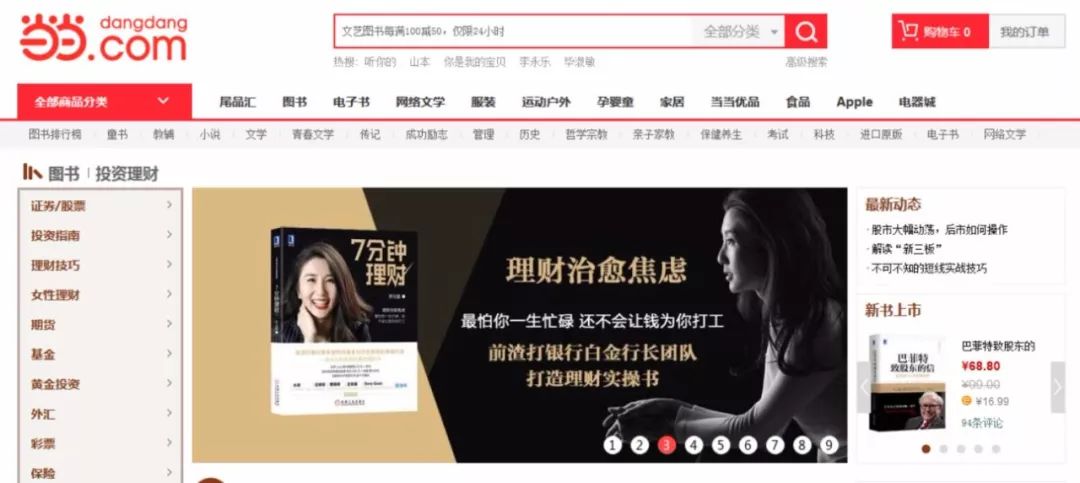 当当 dangdang
.com
文艺图书每满100减50，仅限24小时
全部分类
购物车 0
我的订单
热搜: 听你的 山本 你是我的宝贝 李永乐 毕淑敏
高级搜索
全部商品分类 尾品汇 图书 电子书 网络文学 服装 运动户外 孕婴童 家居 当当优品 食品 Apple 电器城
图书排行榜 童书 教辅 小说 文学 青春文学 传记 成功励志 管理 历史 哲学宗教 亲子家教 保健养生 考试 科技 进口原版 电子书 网络文学
图书 | 投资理财
证券/股票
投资指南
理财技巧
女性理财
期货
基金
黄金投资
外汇
彩票
保险
7分钟
理财
理财治愈焦虑
最怕你一生忙碌 还不会让钱为你打工
前渣打银行白金行长团队
打造理财实操书
1 2 3 4 5 6 7 8 9
最新动态
·股市大幅动荡，后市如何操作
·解读“新三板”
·不可不知的短线实战技巧
新书上市
巴菲特
致股东的信
巴菲特致股东的
¥68.80
¥99.00
¥16.99
94条评论